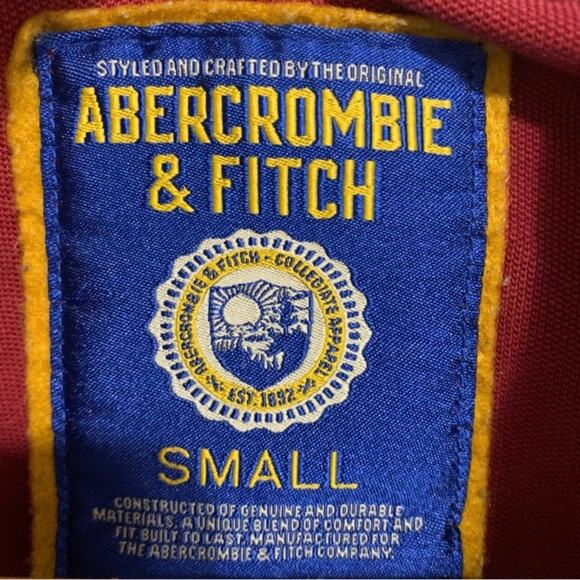 STYLED AND CRAFTED BY THE ORIGINAL
ABERCROMBIE
& FITCH
ABERCROMBIE & FITCH - COLLEGIATE APPAREL
EST. 1892
SMALL
CONSTRUCTED OF GENUINE AND DURABLE
MATERIALS. A UNIQUE BLEND OF COMFORT AND
FIT BUILT TO LAST. MANUFACTURED FOR
THE ABERCROMBIE & FITCH COMPANY.